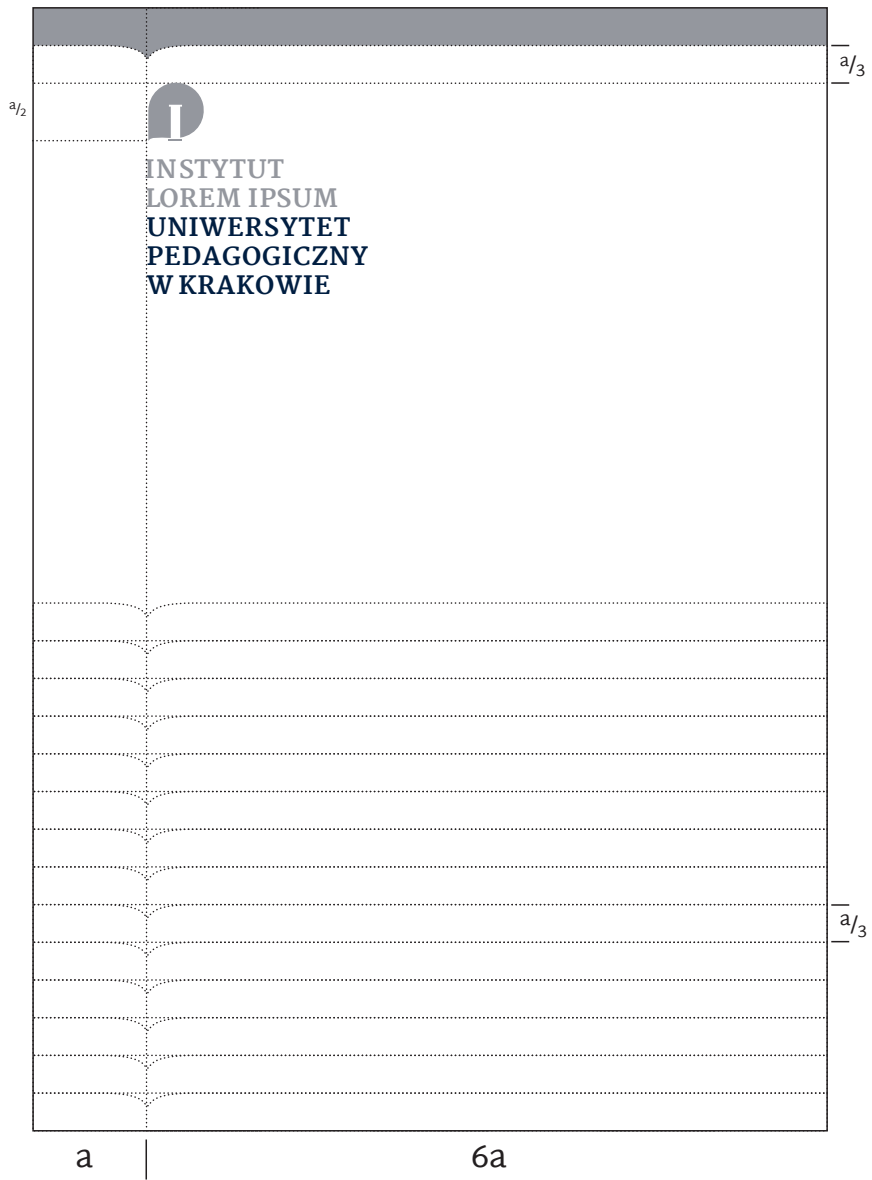 a/3
a/2
I
INSTYTUT
LOREM IPSUM
UNIWERSYTET
PEDAGOGICZNY
W KRAKOWIE
a/3
a
6a